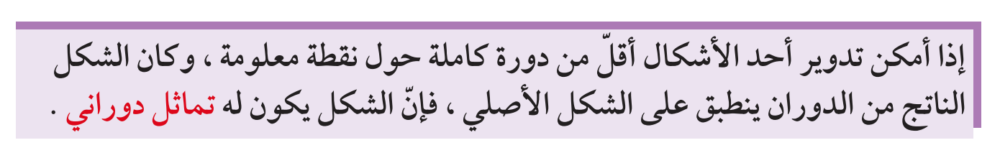 إذا أمكن تدوير أحد الأشكال أقلّ من دورة كاملة حول نقطة معلومة ، وكان الشكل
الناتج من الدوران ينطبق على الشكل الأصلي ، فإنّ الشكل يكون له تماثل دوراني .